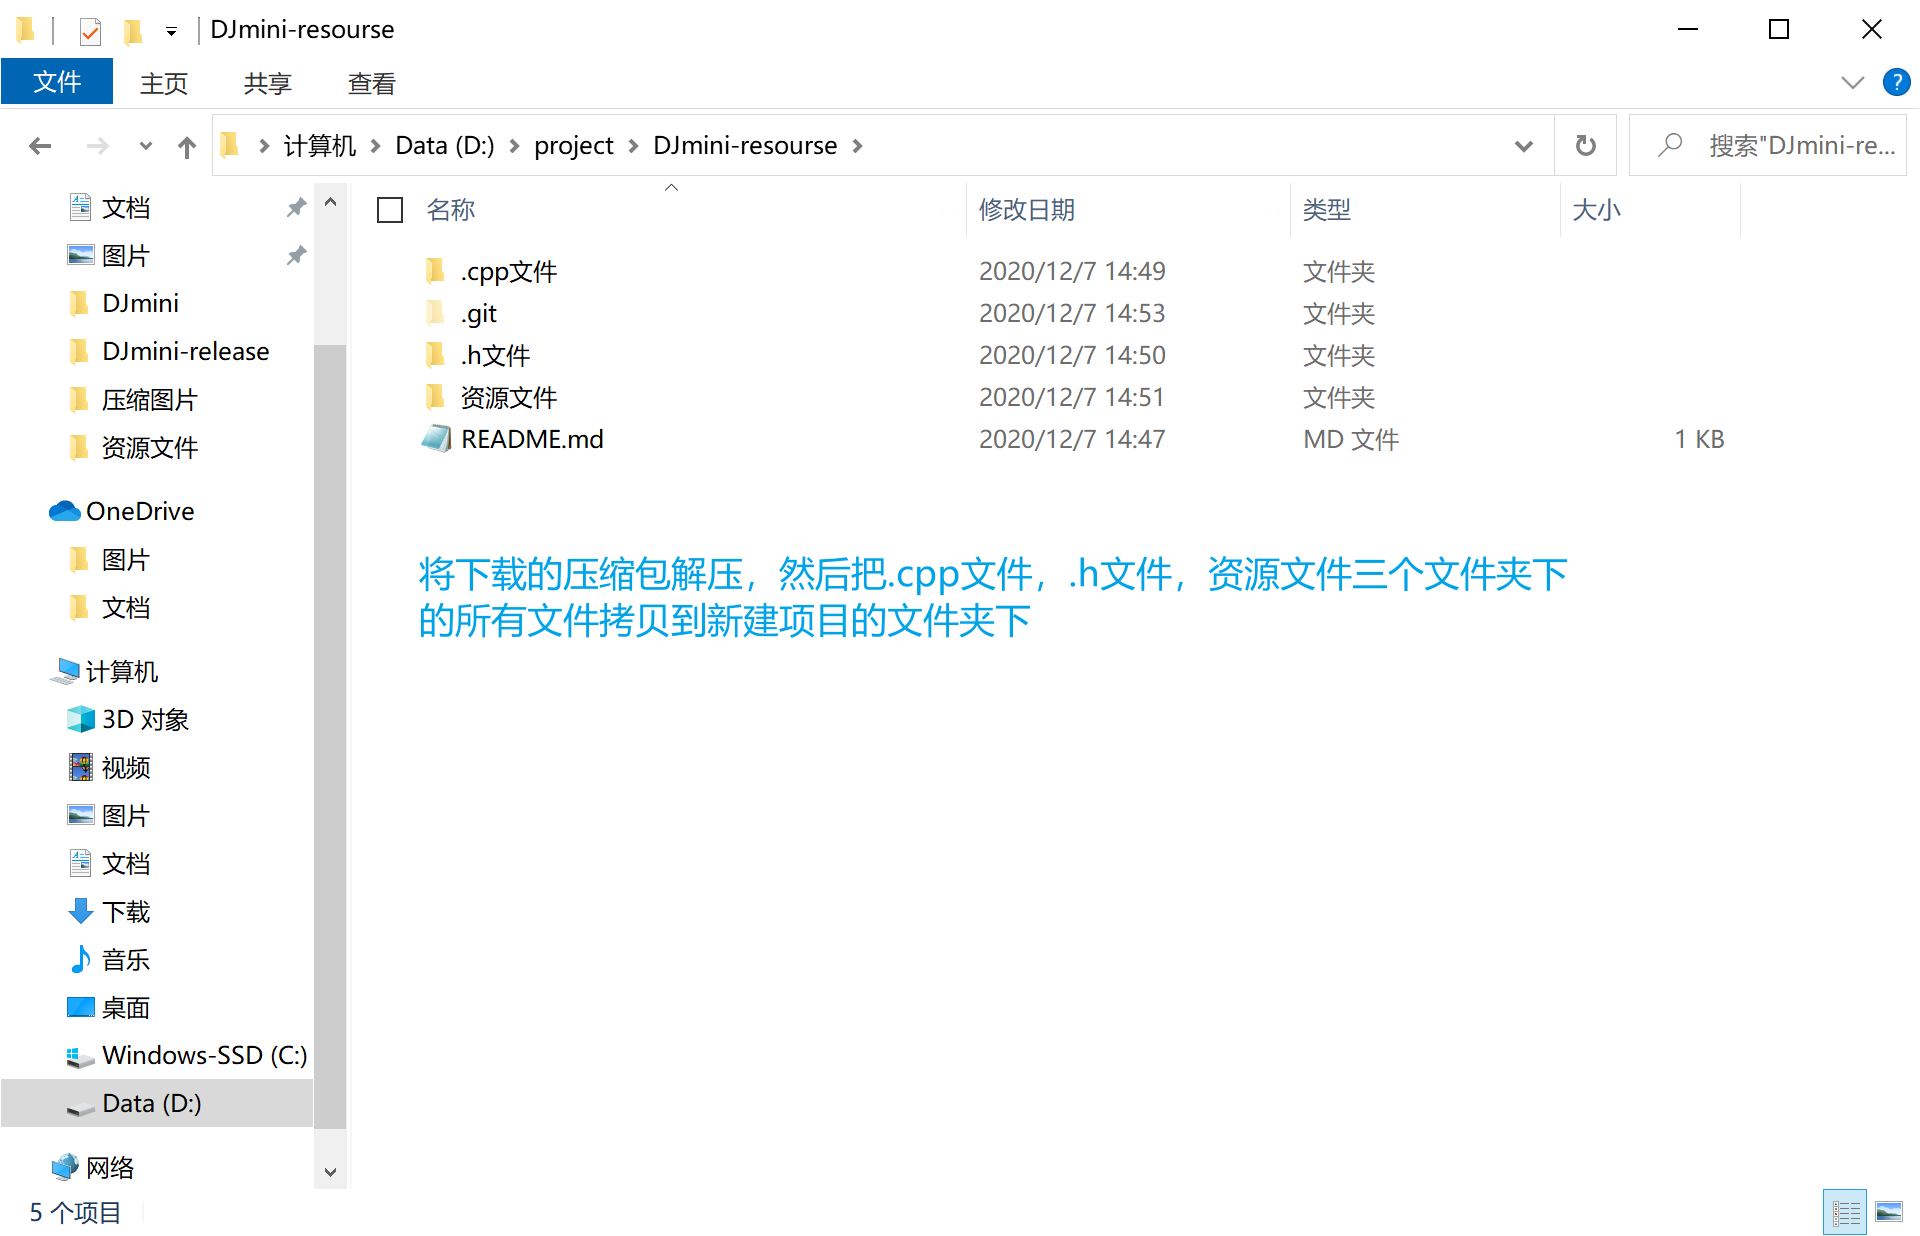 DJmini-resourse
文件 主页 共享 查看
计算机 Data (D:) project DJmini-resourse
搜索"DJmini-re...
文档
图片
DJmini
DJmini-release
压缩图片
资源文件
OneDrive
图片
文档
计算机
3D 对象
视频
图片
文档
下载
音乐
桌面
Windows-SSD (C:)
Data (D:)
网络
名称 修改日期 类型 大小
.cpp文件 2020/12/7 14:49 文件夹
.git 2020/12/7 14:53 文件夹
.h文件 2020/12/7 14:50 文件夹
资源文件 2020/12/7 14:51 文件夹
README.md 2020/12/7 14:47 MD 文件 1 KB
将下载的压缩包解压，然后把.cpp文件，.h文件，资源文件三个文件夹下
的所有文件拷贝到新建项目的文件夹下
5 个项目